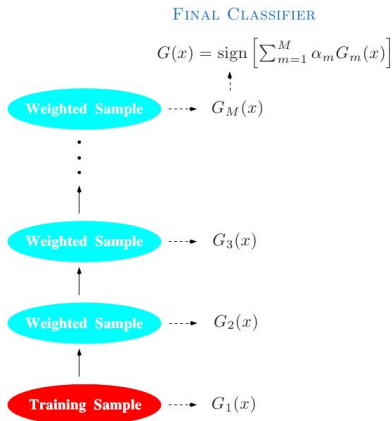 FINAL CLASSIFIER
G(x) = sign [∑_{m=1}^{M} α_m G_m(x)]
Weighted Sample G_M(x)
Weighted Sample G_3(x)
Weighted Sample G_2(x)
Training Sample G_1(x)